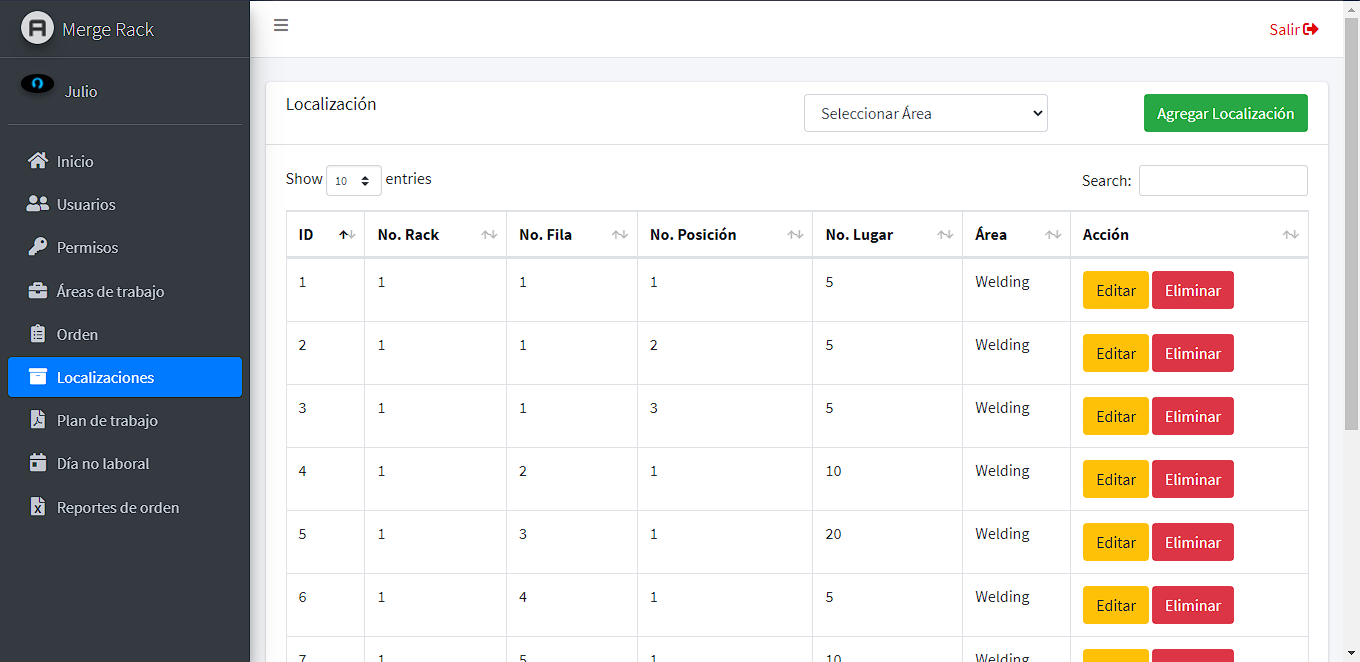 Merge Rack
Salir
Julio
Inicio
Usuarios
Permisos
Áreas de trabajo
Orden
Localizaciones
Plan de trabajo
Día no laboral
Reportes de orden
Localización
Seleccionar Área
Agregar Localización
Show 10 entries
Search:
ID No. Rack No. Fila No. Posición No. Lugar Área Acción
1 1 1 1 5 Welding Editar Eliminar
2 1 1 2 5 Welding Editar Eliminar
3 1 1 3 5 Welding Editar Eliminar
4 1 2 1 10 Welding Editar Eliminar
5 1 3 1 20 Welding Editar Eliminar
6 1 4 1 5 Welding Editar Eliminar
7 1 5 1 10 Welding